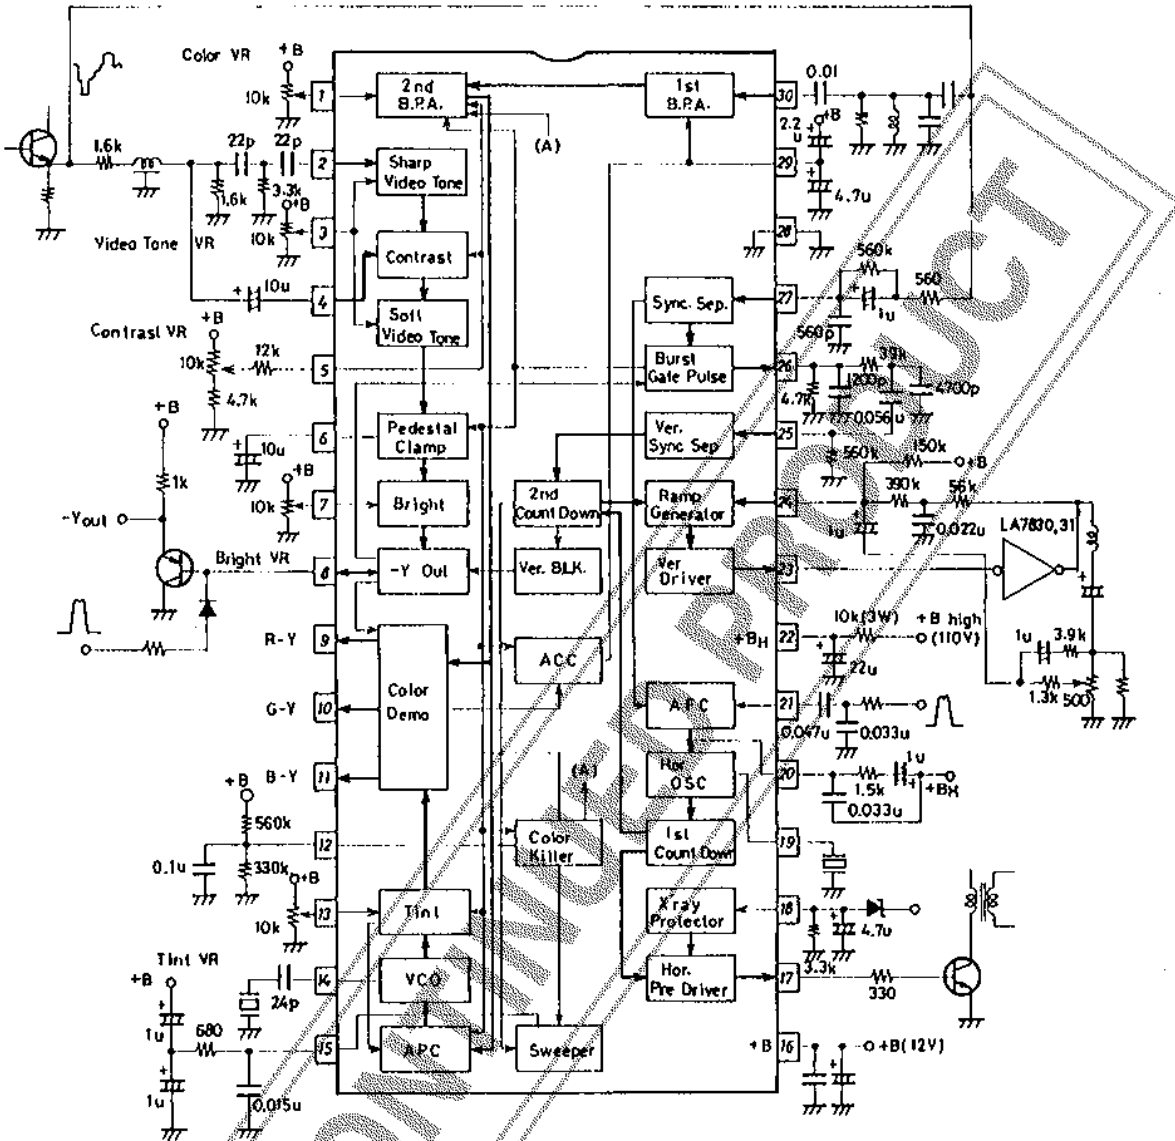 Color VR
+B
10k
1
2nd
B.P.A.
1st
B.P.A.
30
0.01
(A)
2.2
u
+B
29
4.7u
1.6k
22p
22p
2
Sharp
Video Tone
1.6k
3.3k
+B
10k
3
Video Tone VR
28
Contrast
560k
560
10u
4
Sync. Sep.
27
1u
560p
Contrast VR
+B
10k
12k
5
4.7k
Soft
Video Tone
Burst
Gate Pulse
26
39k
1200p
4700p
4.7k
0.056u
+B
6
10u
Pedestal
Clamp
Ver.
Sync Sep
25
560k
150k
+B
1k
+B
10k
7
Bright
2nd
Count Down
Ramp
Generator
24
390k
56k
1u
0.022u
LA7830,31
-Yout
Bright VR
8
-Y Out
Ver. BLK.
Ver
Driver
23
R-Y
9
ACC
+BH
22
10k(3W)
+B high
(110V)
22u
1u
3.9k
1.3k
500
G-Y
10
Color
Demo
AFC
21
0.047u
0.033u
B-Y
11
(A)
Hor.
OSC
20
1.5k
1u
+BH
0.033u
+B
560k
12
0.1u
330k
Color
Killer
1st
Count Down
19
+B
10k
13
Tint
X ray
Protector
18
4.7u
3.3k
Tint VR
+B
14
24p
VCO
Hor.
Pre Driver
17
330
1u
680
15
APC
Sweeper
+B
16
+B(12V)
1u
0.015u
DISCONTINUED PRODUCT